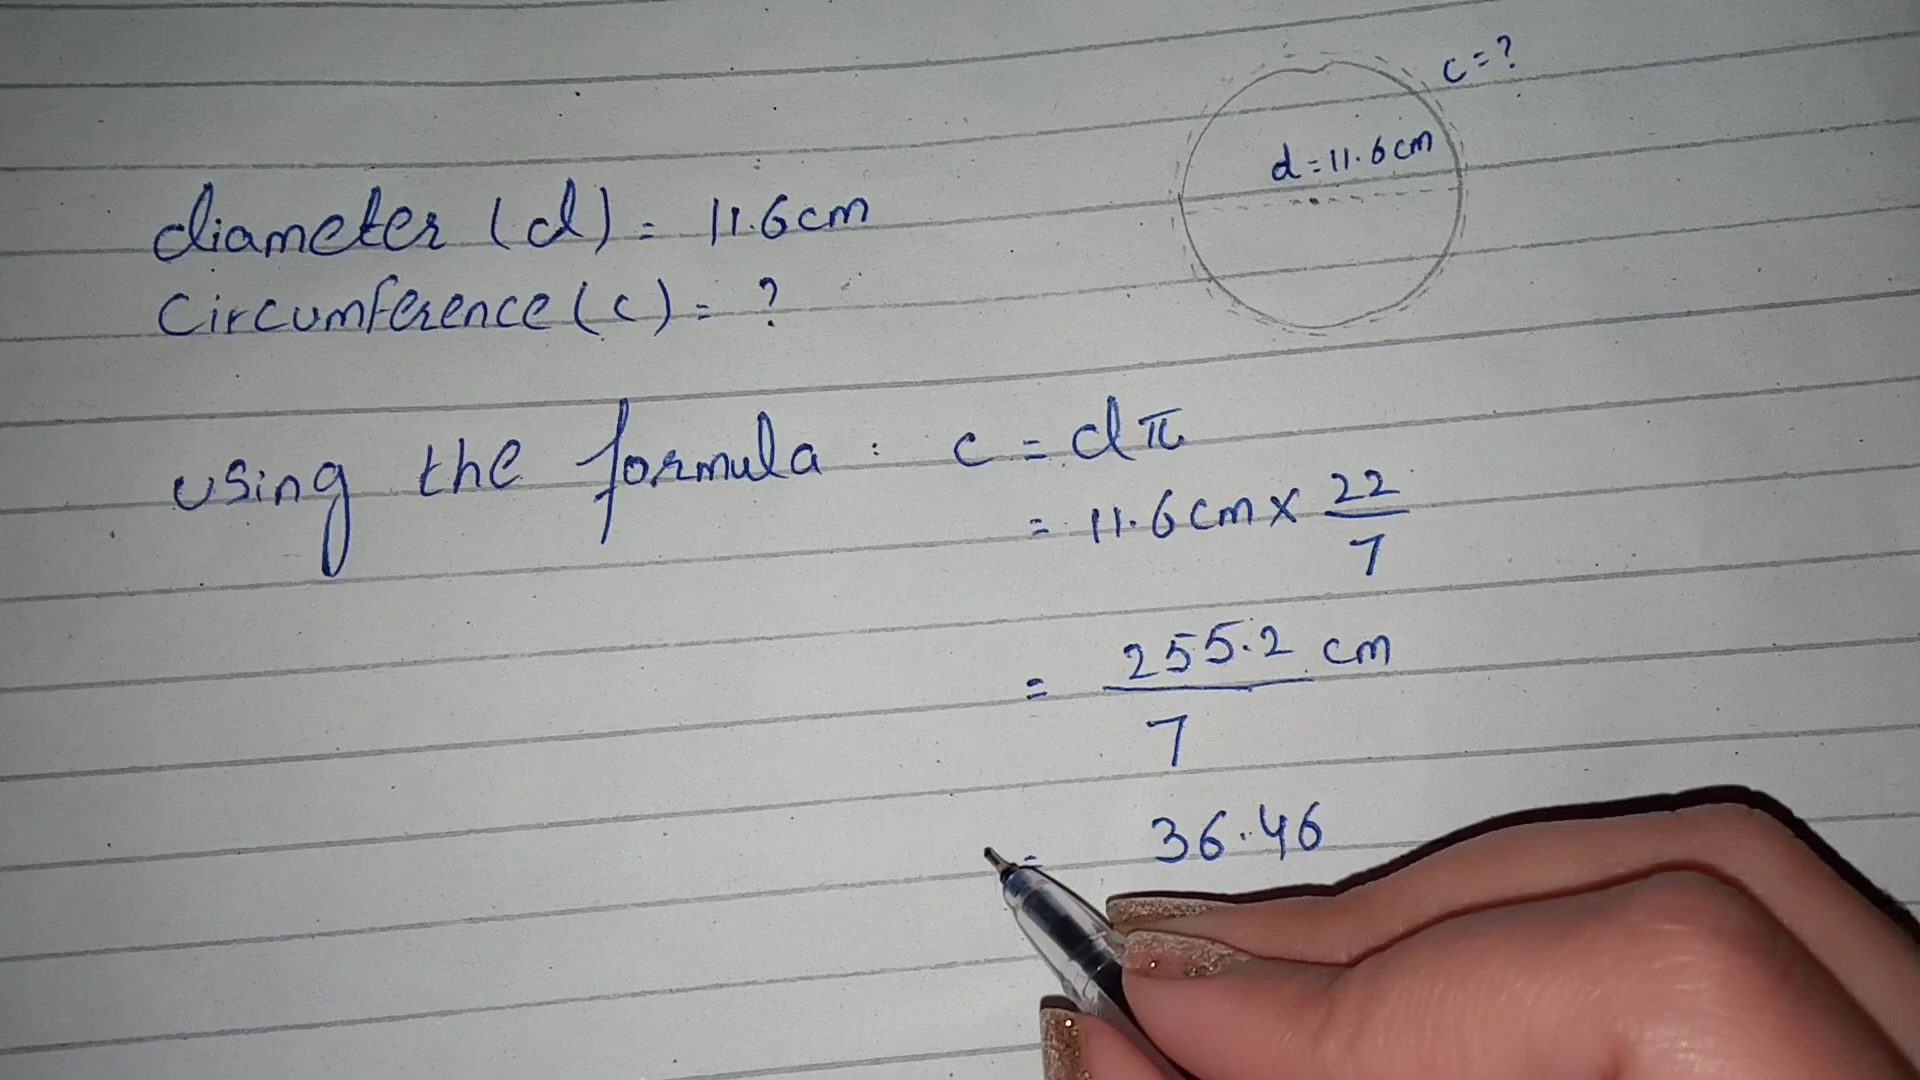 c=?
d=11.6cm
diameter (d) = 11.6cm
Circumference (c) = ?
using the formula : c = dπ
= 11.6cm × 22/7
= 255.2 cm
7
= 36.46